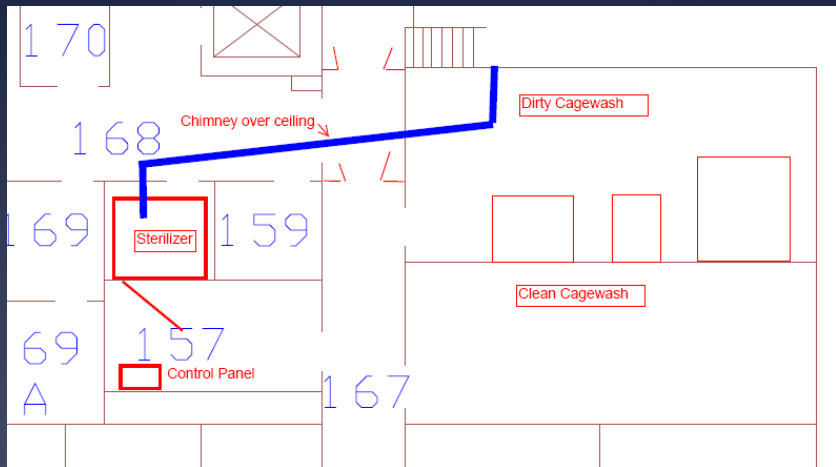 170
168
Chimney over ceiling
Dirty Cagewash
169
Sterilizer
159
Clean Cagewash
69
A
157
Control Panel
167